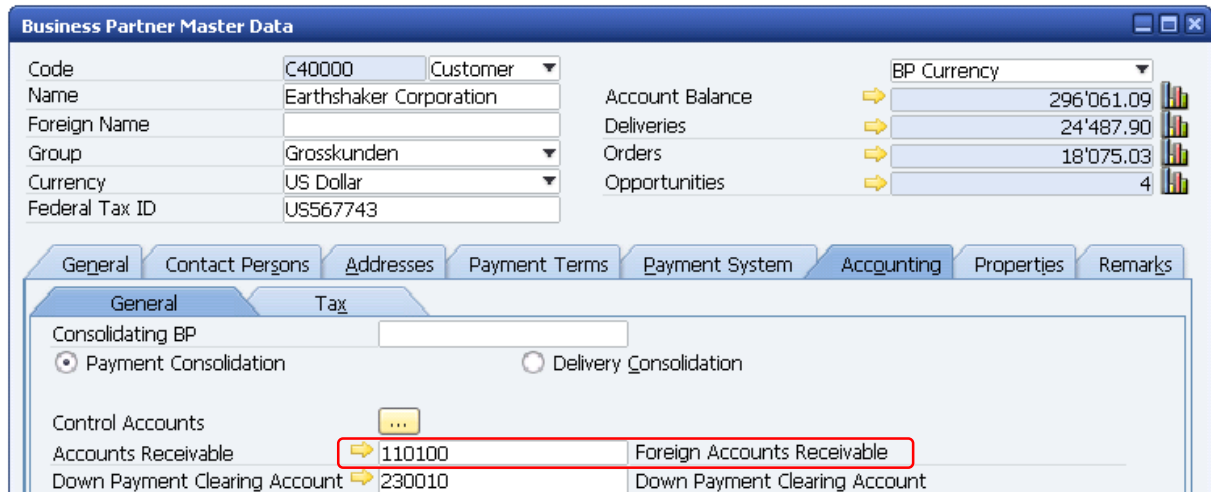 Business Partner Master Data
Code C40000 Customer BP Currency
Name Earthshaker Corporation Account Balance 296'061.09
Foreign Name Deliveries 24'487.90
Group Grosskunden Orders 18'075.03
Currency US Dollar Opportunities 4
Federal Tax ID US567743
General Contact Persons Addresses Payment Terms Payment System Accounting Properties Remarks
General Tax
Consolidating BP
Payment Consolidation Delivery Consolidation
Control Accounts ...
Accounts Receivable 110100 Foreign Accounts Receivable
Down Payment Clearing Account 230010 Down Payment Clearing Account